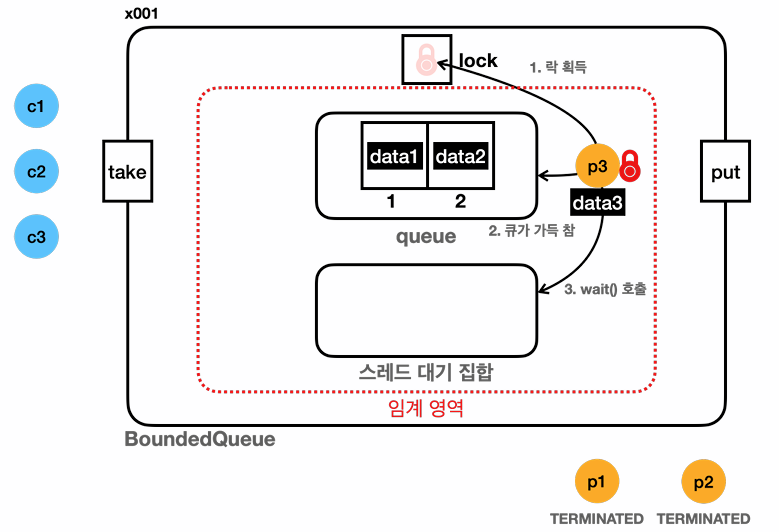 x001
lock
1. 락 획득
c1
c2
c3
take
data1
data2
1
2
queue
p3
data3
put
2. 큐가 가득 참
3. wait() 호출
스레드 대기 집합
임계 영역
BoundedQueue
p1
p2
TERMINATED
TERMINATED